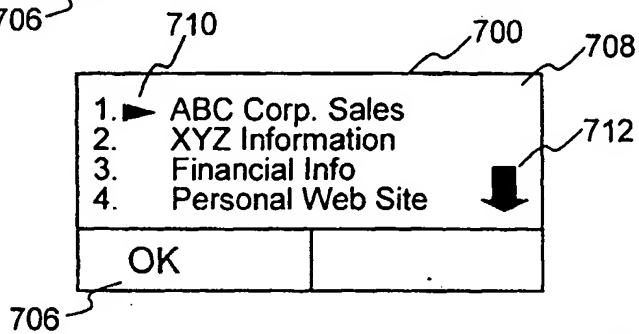 706
710
700
708
1. ABC Corp. Sales
2. XYZ Information
3. Financial Info
4. Personal Web Site
712
OK
706